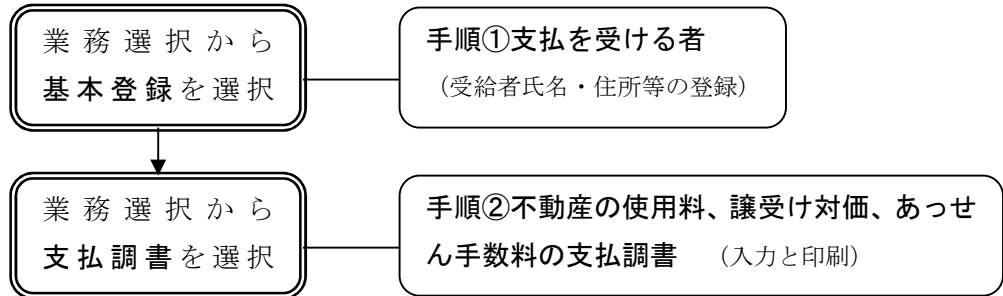 業務選択から
基本登録を選択
手順①支払を受ける者
（受給者氏名・住所等の登録）
業務選択から
支払調書を選択
手順②不動産の使用料、譲受け対価、あっせ
ん手数料の支払調書　（入力と印刷）